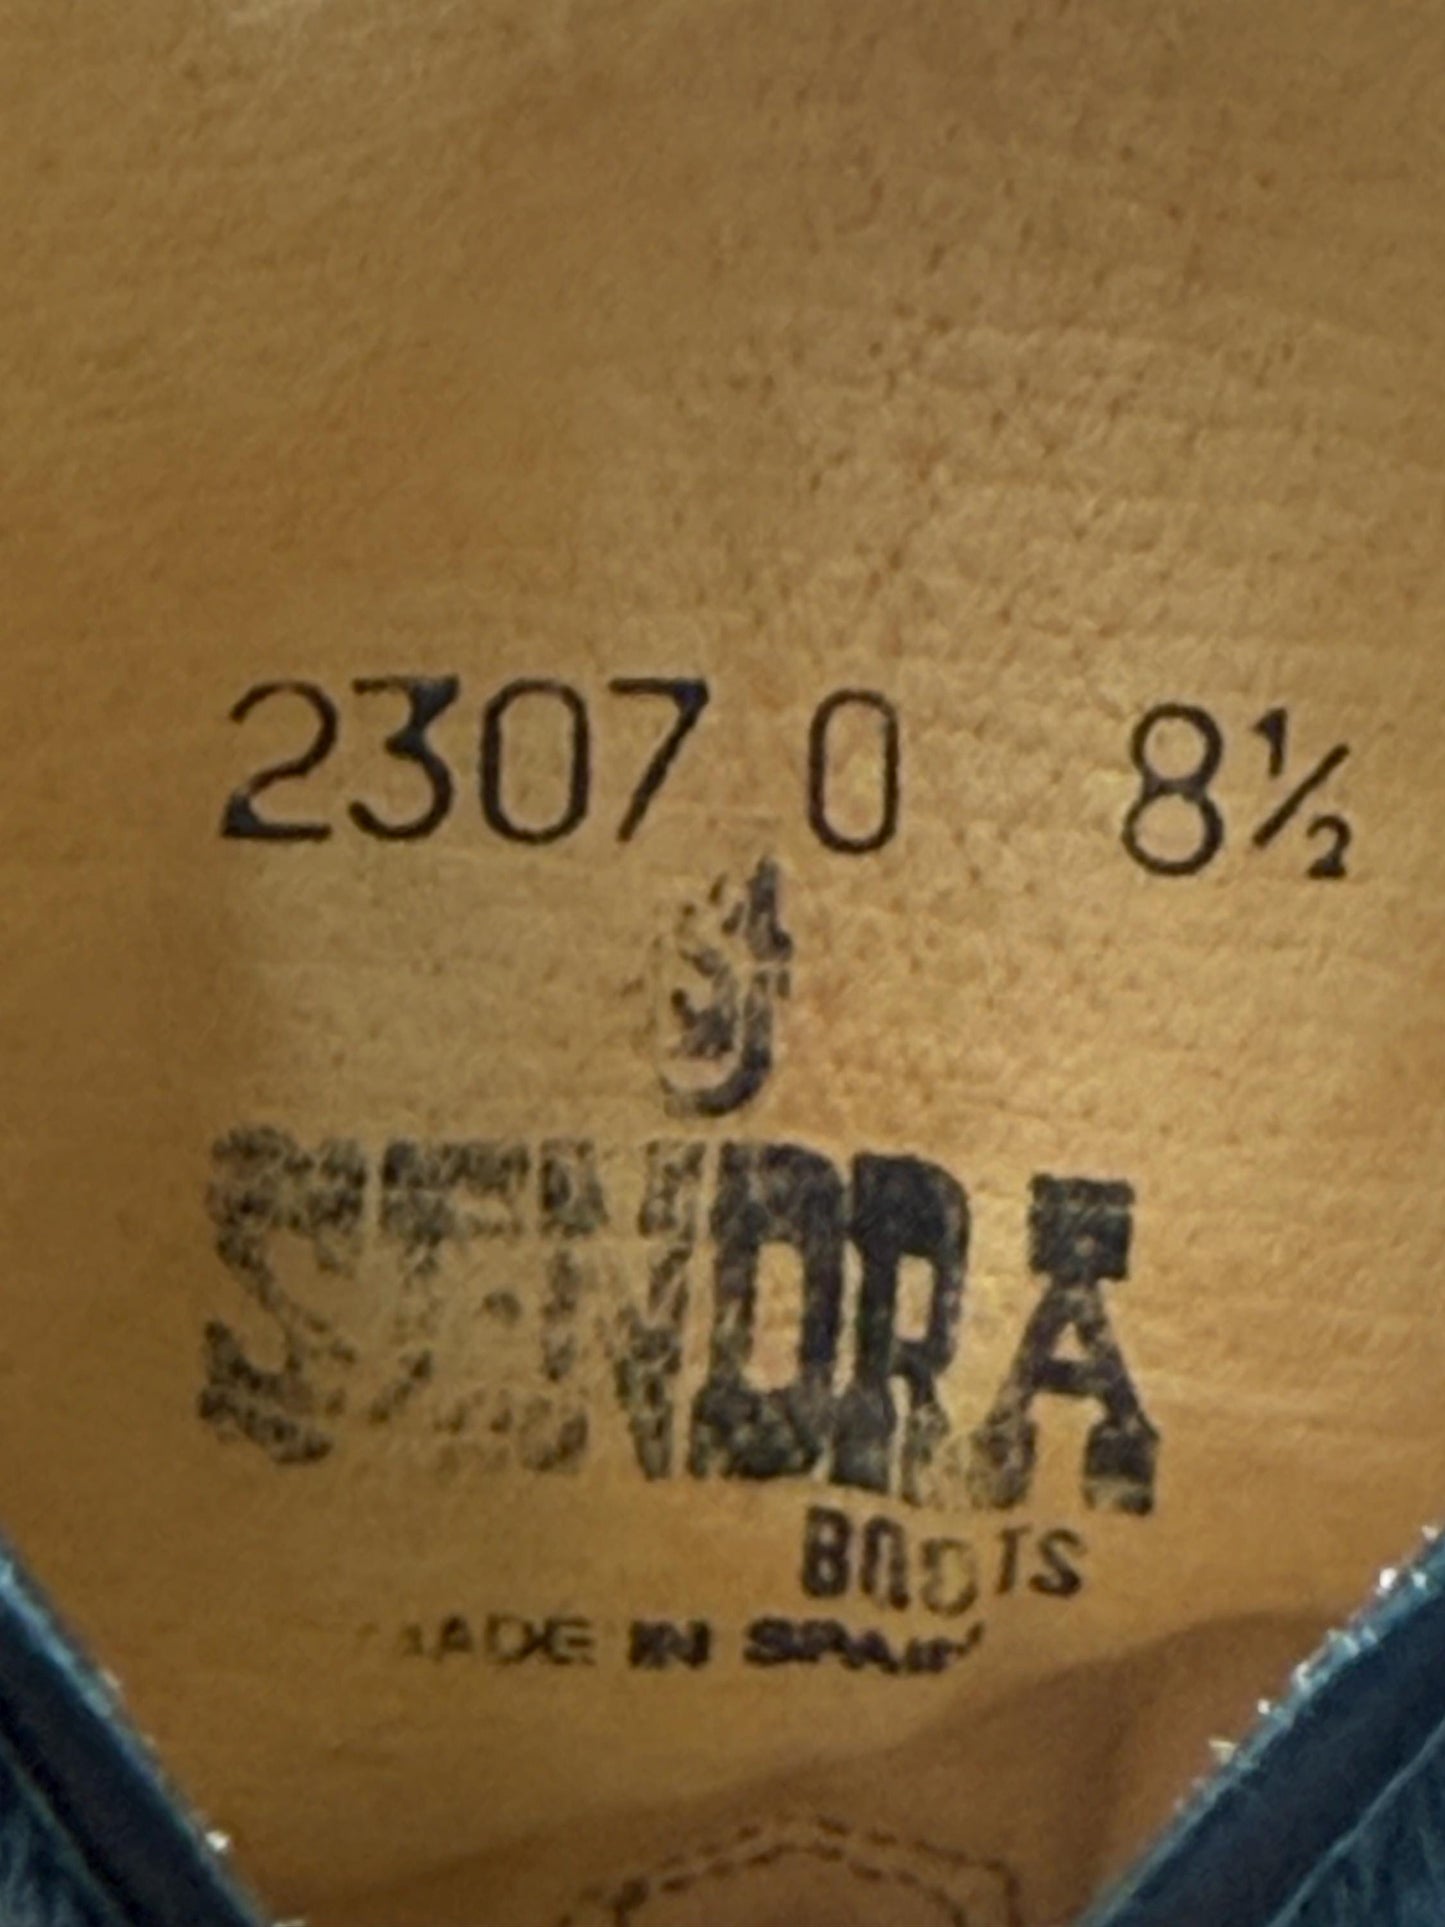 2307 0 8½
SENDRA
BOOTS
MADE IN SPAIN